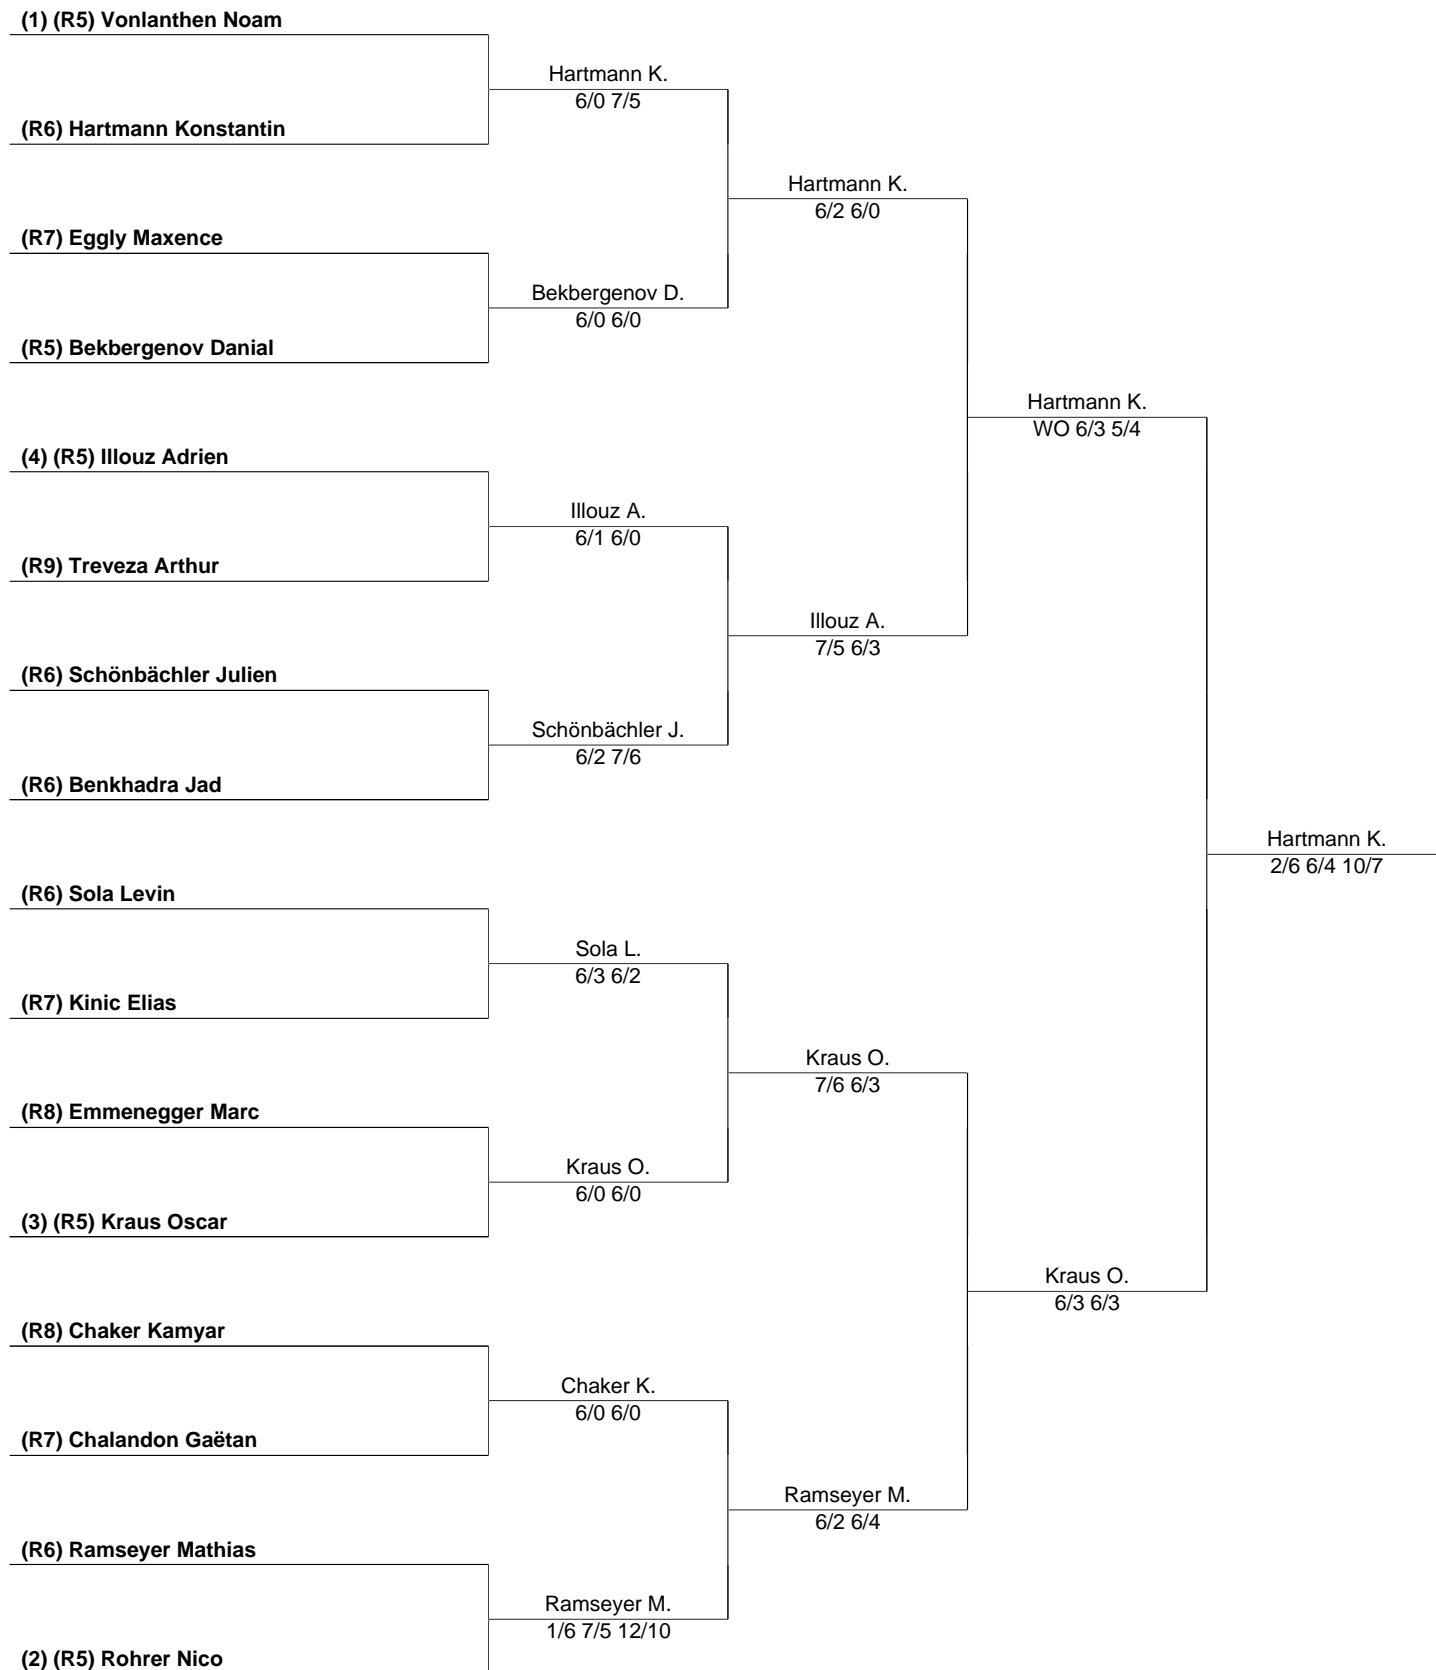 (1) (R5) Vonlanthen Noam
Hartmann K.
6/0 7/5
(R6) Hartmann Konstantin
Hartmann K.
6/2 6/0
(R7) Eggly Maxence
Bekbergenov D.
6/0 6/0
(R5) Bekbergenov Danial
Hartmann K.
WO 6/3 5/4
(4) (R5) Illouz Adrien
Illouz A.
6/1 6/0
(R9) Treveza Arthur
Illouz A.
7/5 6/3
(R6) Schönbächler Julien
Schönbächler J.
6/2 7/6
(R6) Benkhadra Jad
Hartmann K.
2/6 6/4 10/7
(R6) Sola Levin
Sola L.
6/3 6/2
(R7) Kinic Elias
Kraus O.
7/6 6/3
(R8) Emmenegger Marc
Kraus O.
6/0 6/0
(3) (R5) Kraus Oscar
Kraus O.
6/3 6/3
(R8) Chaker Kamyar
Chaker K.
6/0 6/0
(R7) Chalandon Gaëtan
Ramseyer M.
6/2 6/4
(R6) Ramseyer Mathias
Ramseyer M.
1/6 7/5 12/10
(2) (R5) Rohrer Nico